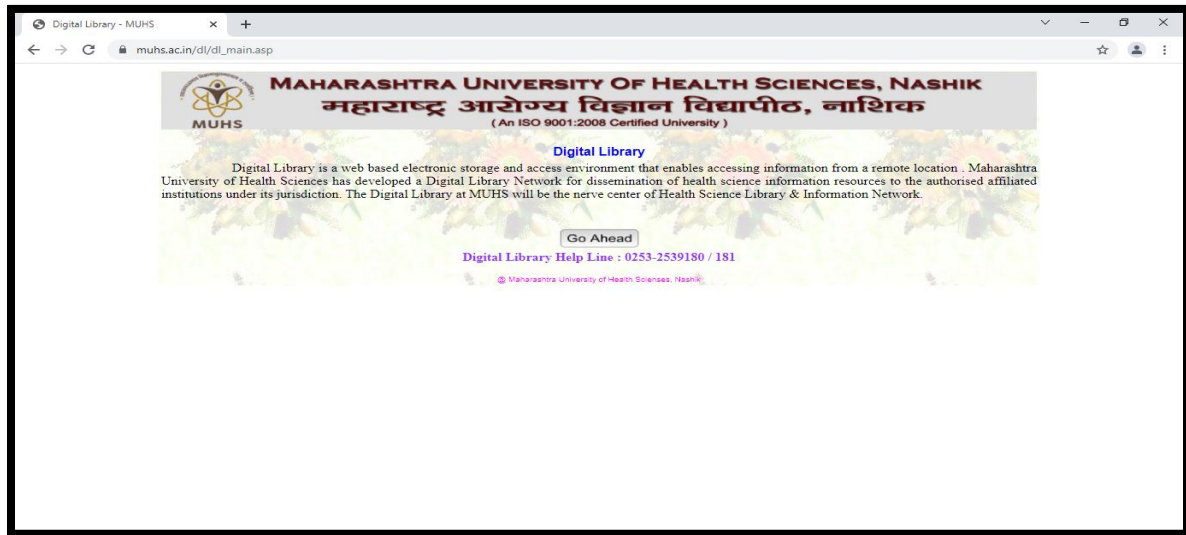 Digital Library - MUHS
muhs.ac.in/dl/dl_main.asp
MAHARASHTRA UNIVERSITY OF HEALTH SCIENCES, NASHIK
महाराष्ट्र आरोग्य विज्ञान विद्यापीठ, नाशिक
MUHS
(An ISO 9001:2008 Certified University )
Digital Library
Digital Library is a web based electronic storage and access environment that enables accessing information from a remote location . Maharashtra
University of Health Sciences has developed a Digital Library Network for dissemination of health science information resources to the authorised affiliated
institutions under its jurisdiction. The Digital Library at MUHS will be the nerve center of Health Science Library & Information Network.
Go Ahead
Digital Library Help Line : 0253-2539180 / 181
@ Maharashtra University of Health Scienses, Nashik